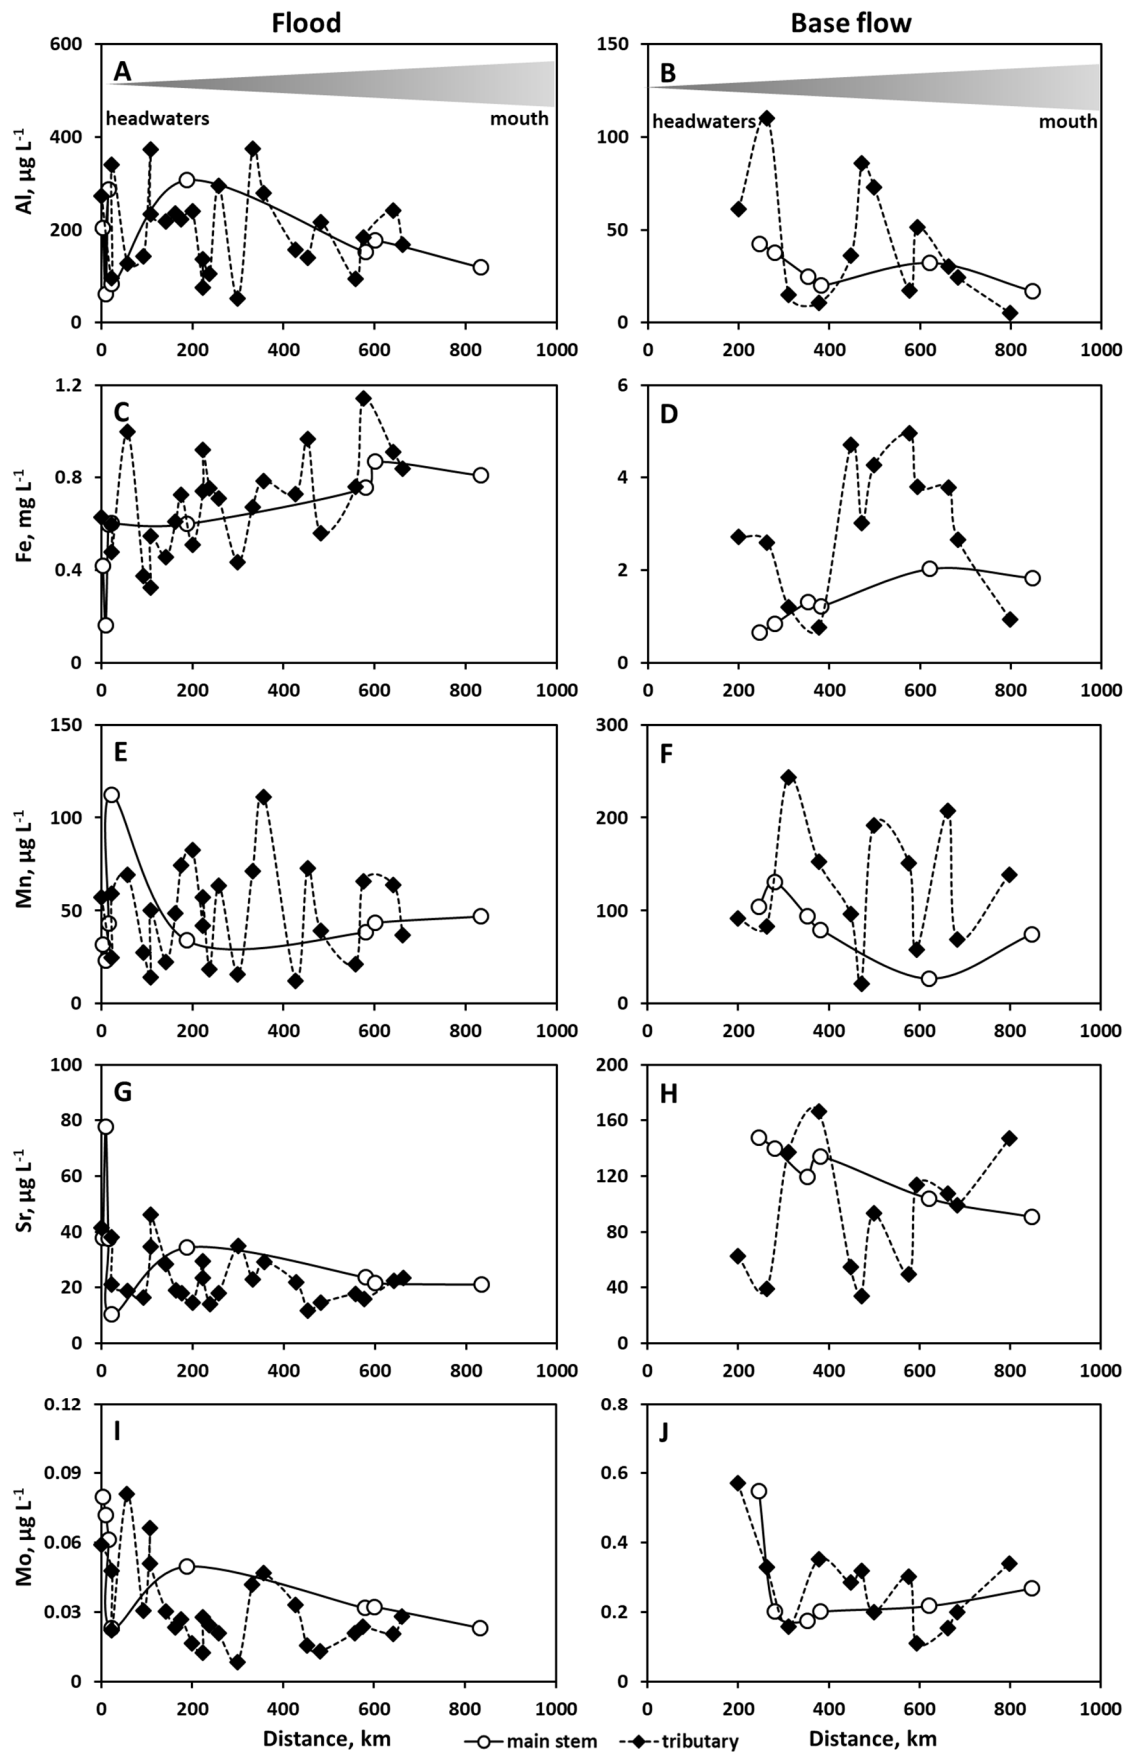 Flood
Base flow
600
400
200
0
Al, µg L-1
A
headwaters
mouth
0 200 400 600 800 1000
150
100
50
0
B
headwaters
mouth
0 200 400 600 800 1000
1.2
0.8
0.4
0
Fe, mg L-1
C
0 200 400 600 800 1000
6
4
2
0
D
0 200 400 600 800 1000
150
100
50
0
Mn, µg L-1
E
0 200 400 600 800 1000
300
200
100
0
F
0 200 400 600 800 1000
100
80
60
40
20
0
Sr, µg L-1
G
0 200 400 600 800 1000
200
160
120
80
40
0
H
0 200 400 600 800 1000
0.12
0.09
0.06
0.03
0
Mo, µg L-1
I
0 200 400 600 800 1000
Distance, km
0.8
0.6
0.4
0.2
0
J
0 200 400 600 800 1000
Distance, km
main stem
tributary